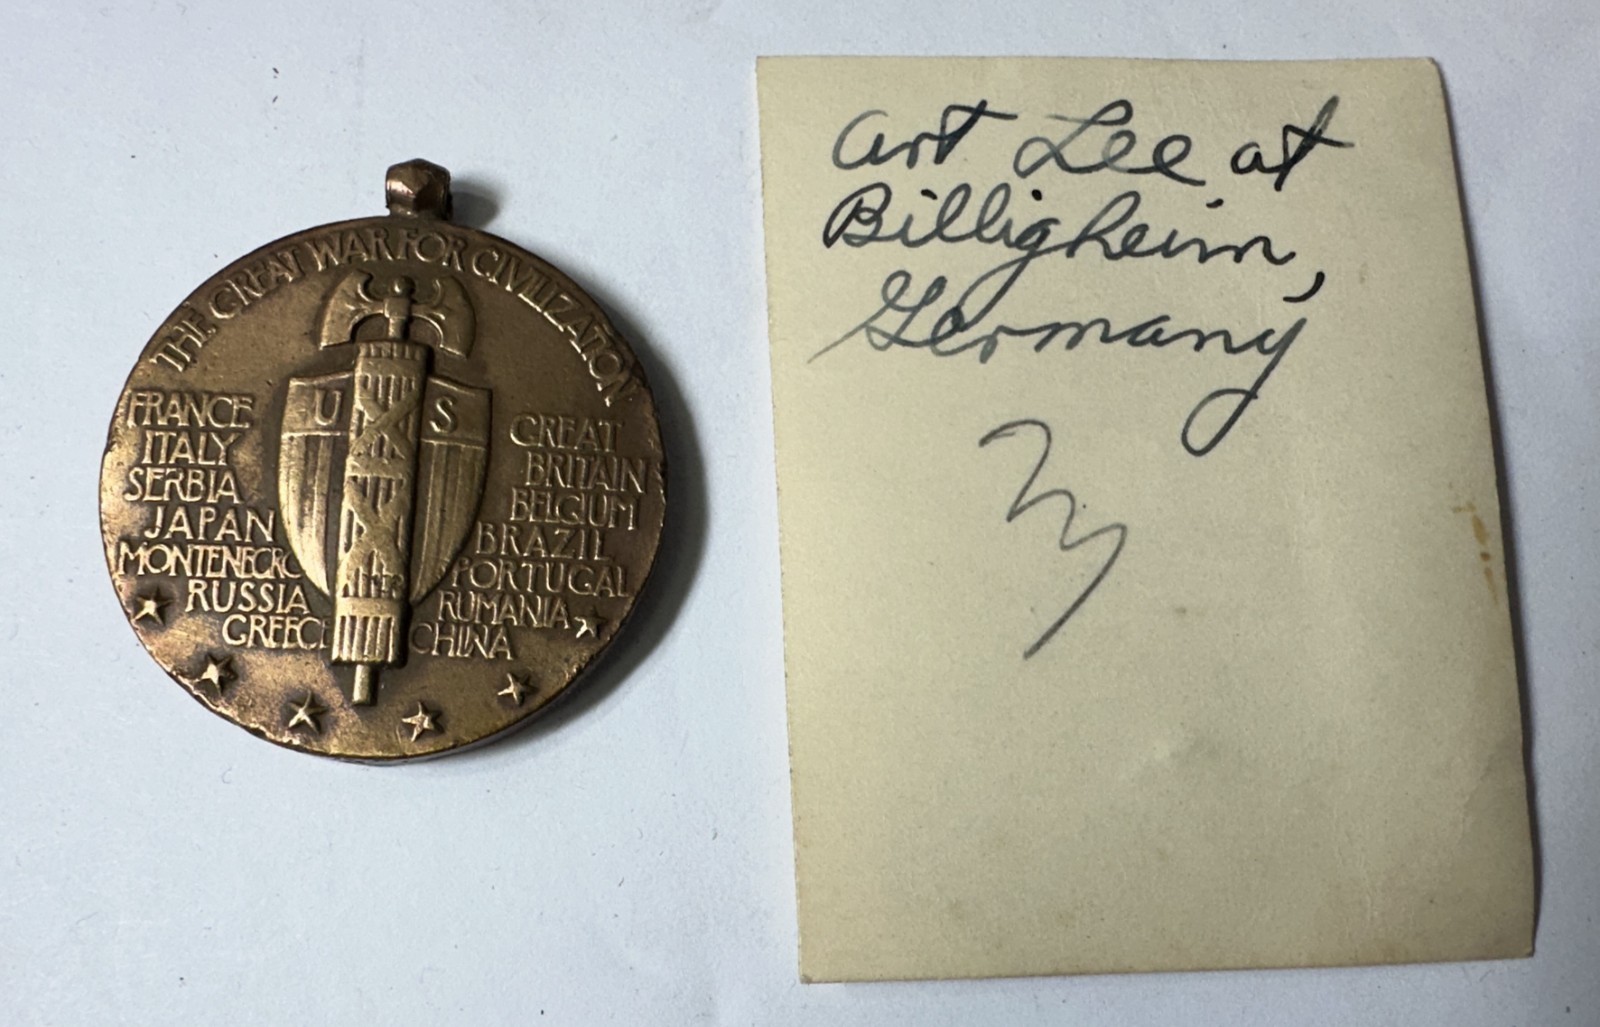 THE GREAT WAR FOR CIVILIZATION
U S
FRANCE
ITALY
SERBIA
JAPAN
MONTENEGRO
RUSSIA
GREECE
GREAT
BRITAIN
BELGIUM
BRAZIL
PORTUGAL
RUMANIA
CHINA
Art Lee at
Billigheim,
Germany